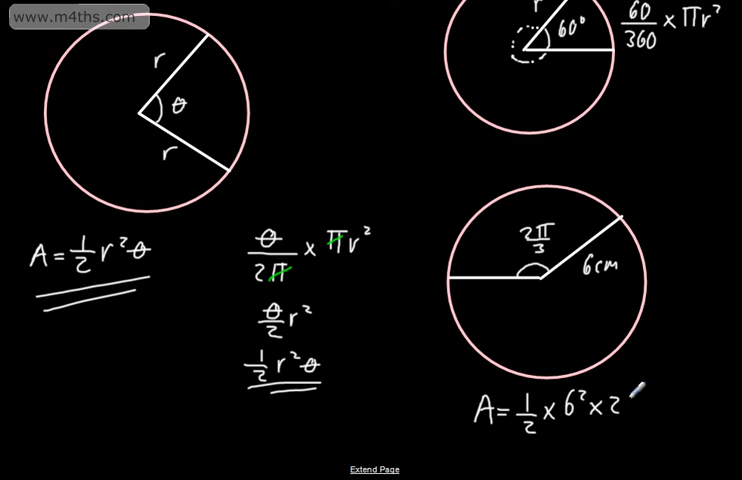 www.m4ths.com
r
θ
r
A = 1/2 r² θ
θ/2π × πr²
θ/2 r²
1/2 r² θ
r
60°
60/360 × πr²
2π/3
6cm
A = 1/2 × 6² × 2
Extend Page